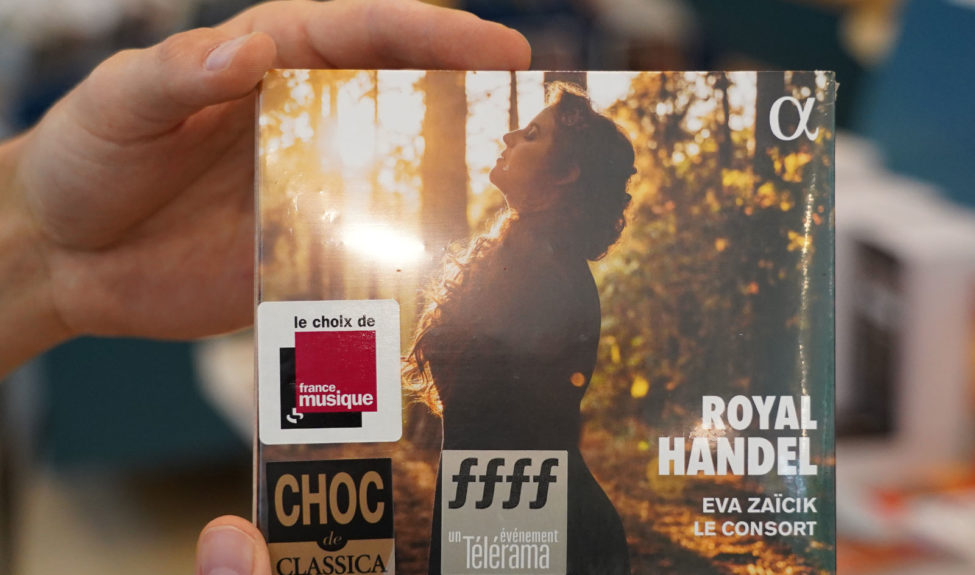 α
le choix de
france
musique
CHOC
de
CLASSICA
ffff
un événement
Télérama
ROYAL
HANDEL
EVA ZAÏCIK
LE CONSORT